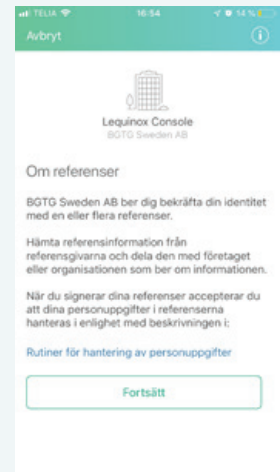 TELIA 16:54 14 %
Avbryt
Lequinox Console
BGTG Sweden AB
Om referenser
BGTG Sweden AB ber dig bekräfta din identitet
med en eller flera referenser.
Hämta referensinformation från
referensgivarna och dela den med företaget
eller organisationen som ber om informationen.
När du signerar dina referenser accepterar du
att dina personuppgifter i referenserna
hanteras i enlighet med beskrivningen i:
Rutiner för hantering av personuppgifter
Fortsätt